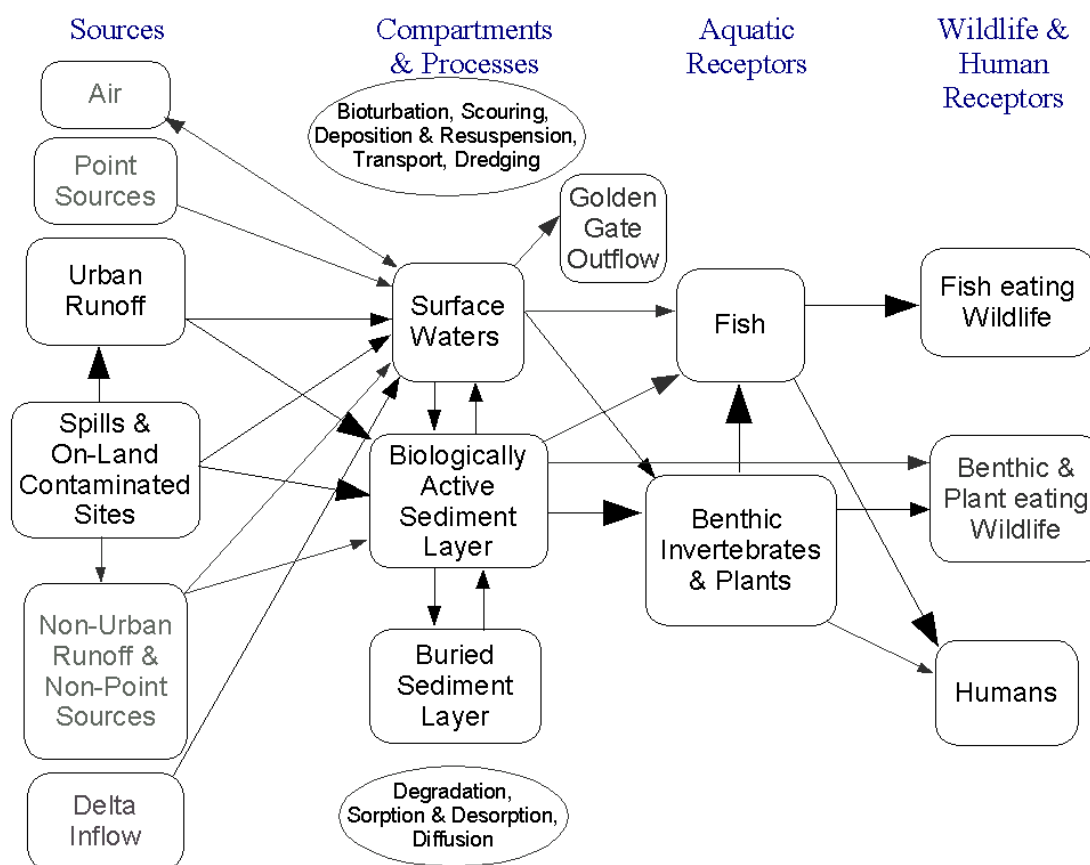 Sources
Compartments
& Processes
Aquatic
Receptors
Wildlife &
Human
Receptors
Air
Point
Sources
Urban
Runoff
Spills &
On-Land
Contaminated
Sites
Non-Urban
Runoff &
Non-Point
Sources
Delta
Inflow
Bioturbation, Scouring,
Deposition & Resuspension,
Transport, Dredging
Golden
Gate
Outflow
Surface
Waters
Biologically
Active
Sediment
Layer
Buried
Sediment
Layer
Degradation,
Sorption & Desorption,
Diffusion
Fish
Benthic
Invertebrates
& Plants
Fish eating
Wildlife
Benthic &
Plant eating
Wildlife
Humans